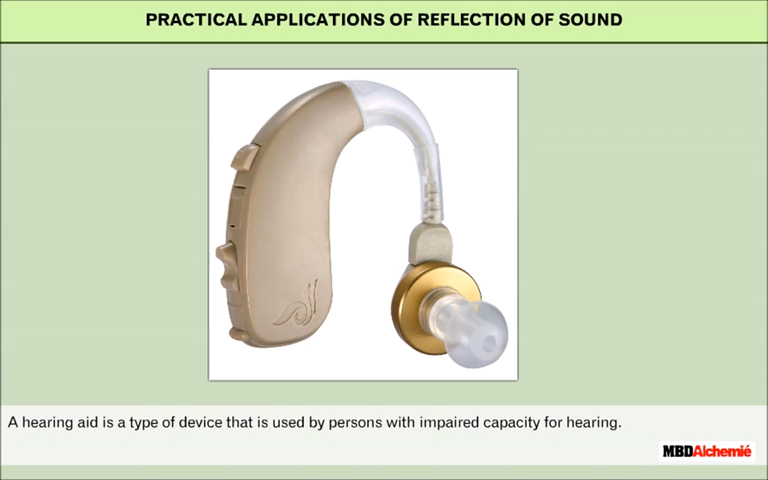 PRACTICAL APPLICATIONS OF REFLECTION OF SOUND
A hearing aid is a type of device that is used by persons with impaired capacity for hearing.
MBDAlchemié